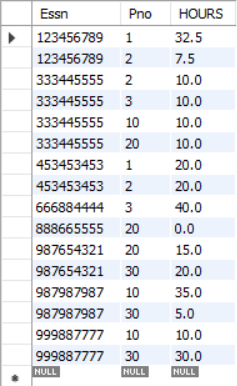 Essn Pno HOURS
123456789 1 32.5
123456789 2 7.5
333445555 2 10.0
333445555 3 10.0
333445555 10 10.0
333445555 20 10.0
453453453 1 20.0
453453453 2 20.0
666884444 3 40.0
888665555 20 0.0
987654321 20 15.0
987654321 30 20.0
987987987 10 35.0
987987987 30 5.0
999887777 10 10.0
999887777 30 30.0
NULL NULL NULL